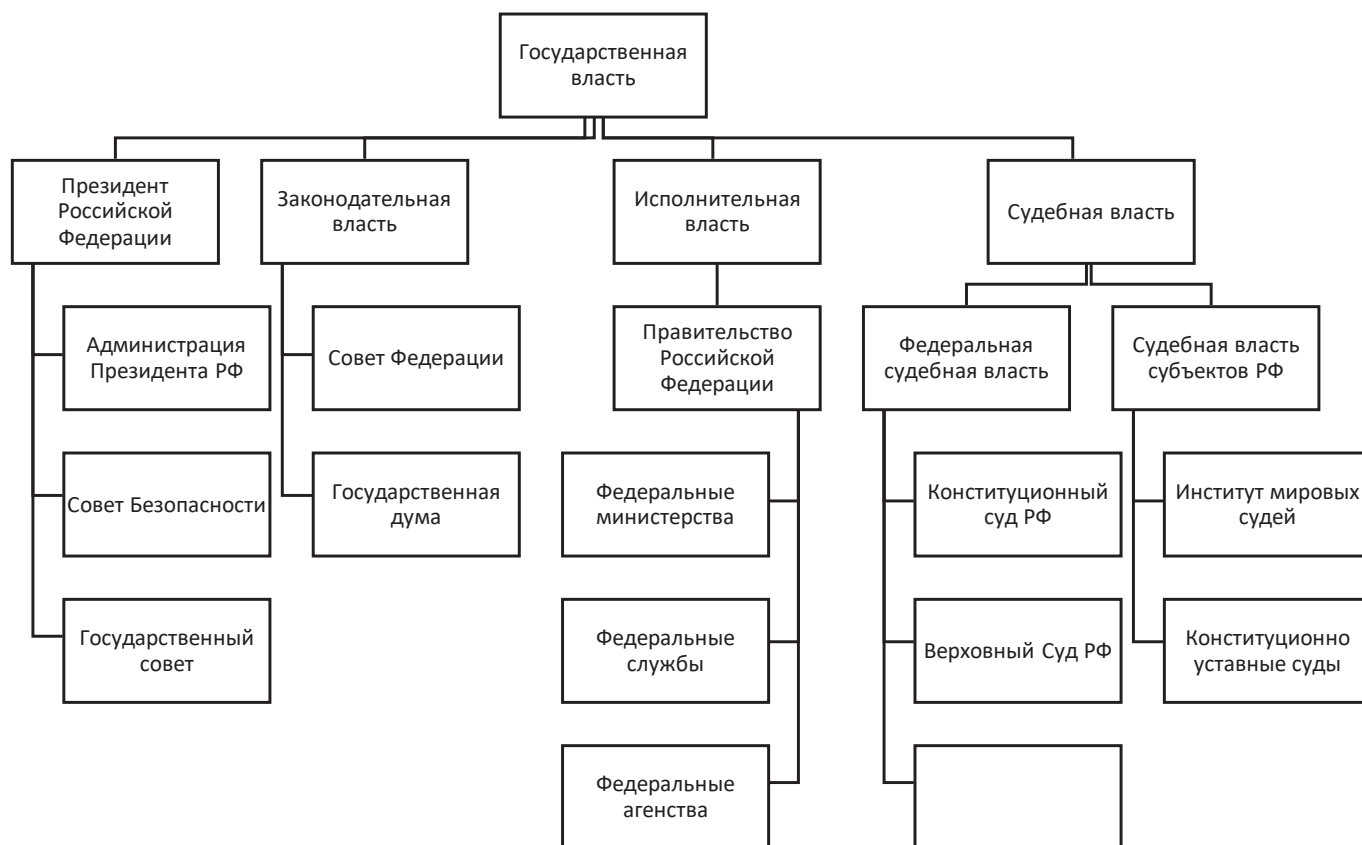 Государственная
власть
Президент
Российской
Федерации
Законодательная
власть
Исполнительная
власть
Судебная власть
Администрация
Президента РФ
Совет Федерации
Правительство
Российской
Федерации
Федеральная
судебная власть
Судебная власть
субъектов РФ
Совет Безопасности
Государственная
дума
Федеральные
министерства
Конституционный
суд РФ
Институт мировых
судей
Государственный
совет
Федеральные
службы
Верховный Суд РФ
Конституционно
уставные суды
Федеральные
агенства